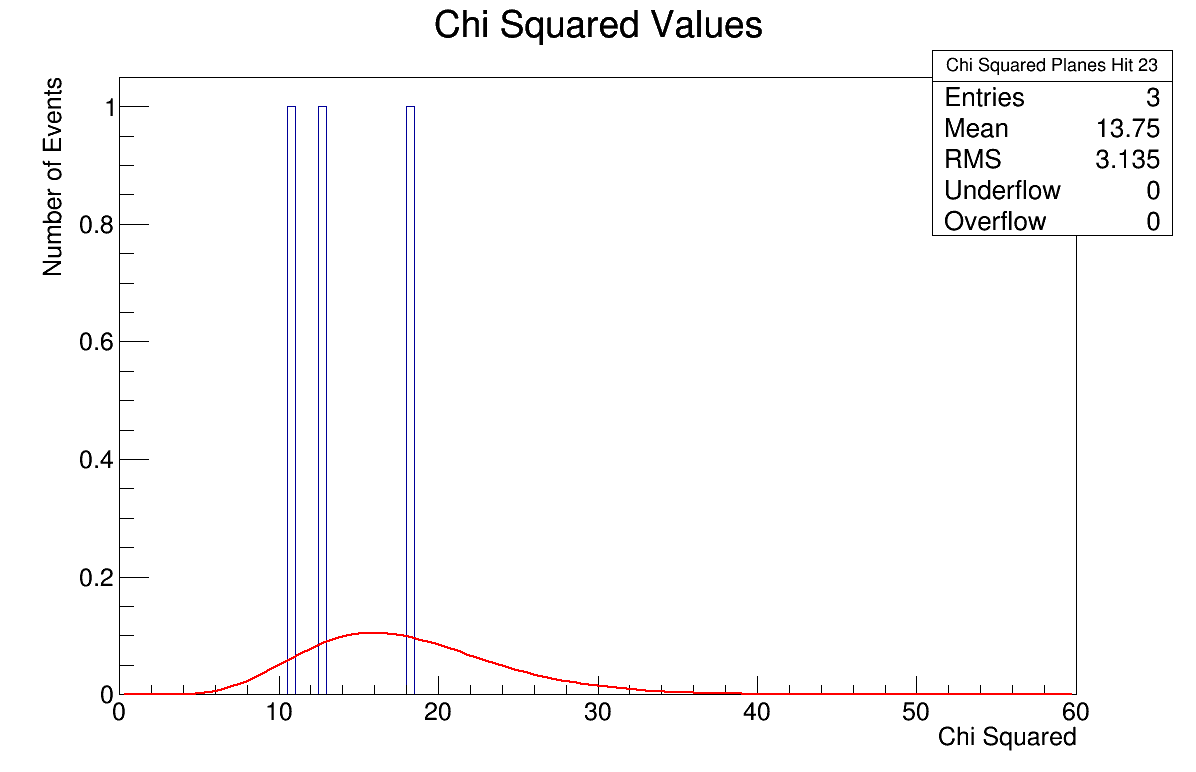 Chi Squared Values
Number of Events
Chi Squared Planes Hit 23
Entries 3
Mean 13.75
RMS 3.135
Underflow 0
Overflow 0
1
0.8
0.6
0.4
0.2
0
0 10 20 30 40 50 60
Chi Squared